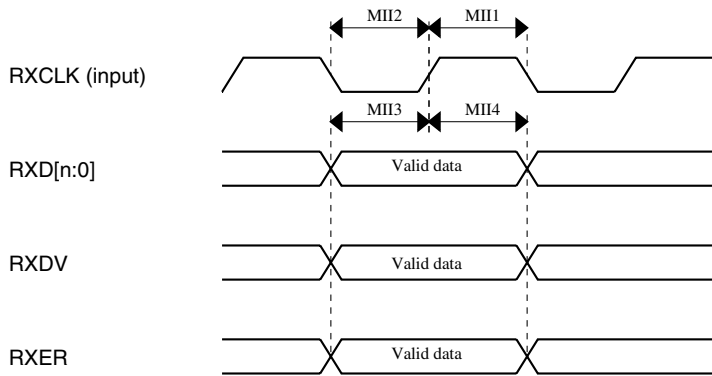 MII2 MII1
RXCLK (input)
MII3 MII4
RXD[n:0] Valid data
RXDV Valid data
RXER Valid data